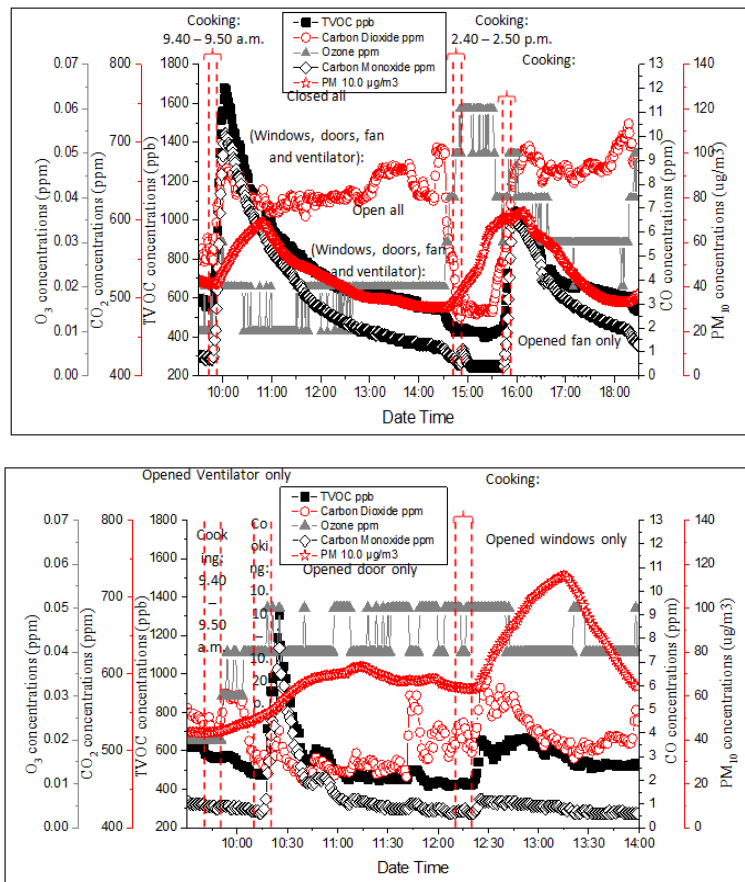 Cooking:
9.40 – 9.50 a.m.
TVOC ppb
Carbon Dioxide ppm
Ozone ppm
Carbon Monoxide ppm
PM 10.0 µg/m3
Cooking:
2.40 – 2.50 p.m.
Cooking:
Closed all
(Windows, doors, fan
and ventilator):
Open all
(Windows, doors, fan
and ventilator):
Opened fan only
O3 concentrations (ppm)
0.06
0.05
0.04
0.03
0.02
0.01
0.00
CO2 concentrations (ppm)
800
700
600
500
400
TVOC concentrations (ppb)
1800
1600
1400
1200
1000
800
600
400
200
13
12
11
10
9
8
7
6
5
4
3
2
1
0
CO concentrations (ppm)
140
120
100
80
60
40
20
0
PM10 concentrations (ug/m3)
10:00 11:00 12:00 13:00 14:00 15:00 16:00 17:00 18:00
Date Time
Opened Ventilator only
TVOC ppb
Carbon Dioxide ppm
Ozone ppm
Carbon Monoxide ppm
PM 10.0 µg/m3
Cooking:
Cook
ing:
9.40
–
9.50
a.m.
Co
oki
ng:
10
10
–
10
20
Opened door only
Opened windows only
O3 concentrations (ppm)
0.07
0.06
0.05
0.04
0.03
0.02
0.01
0.00
CO2 concentrations (ppm)
800
700
600
500
400
TVOC concentrations (ppb)
1800
1600
1400
1200
1000
800
600
400
200
13
12
11
10
9
8
7
6
5
4
3
2
1
0
CO concentrations (ppm)
140
120
100
80
60
40
20
0
PM10 concentrations (ug/m3)
10:00 10:30 11:00 11:30 12:00 12:30 13:00 13:30 14:00
Date Time